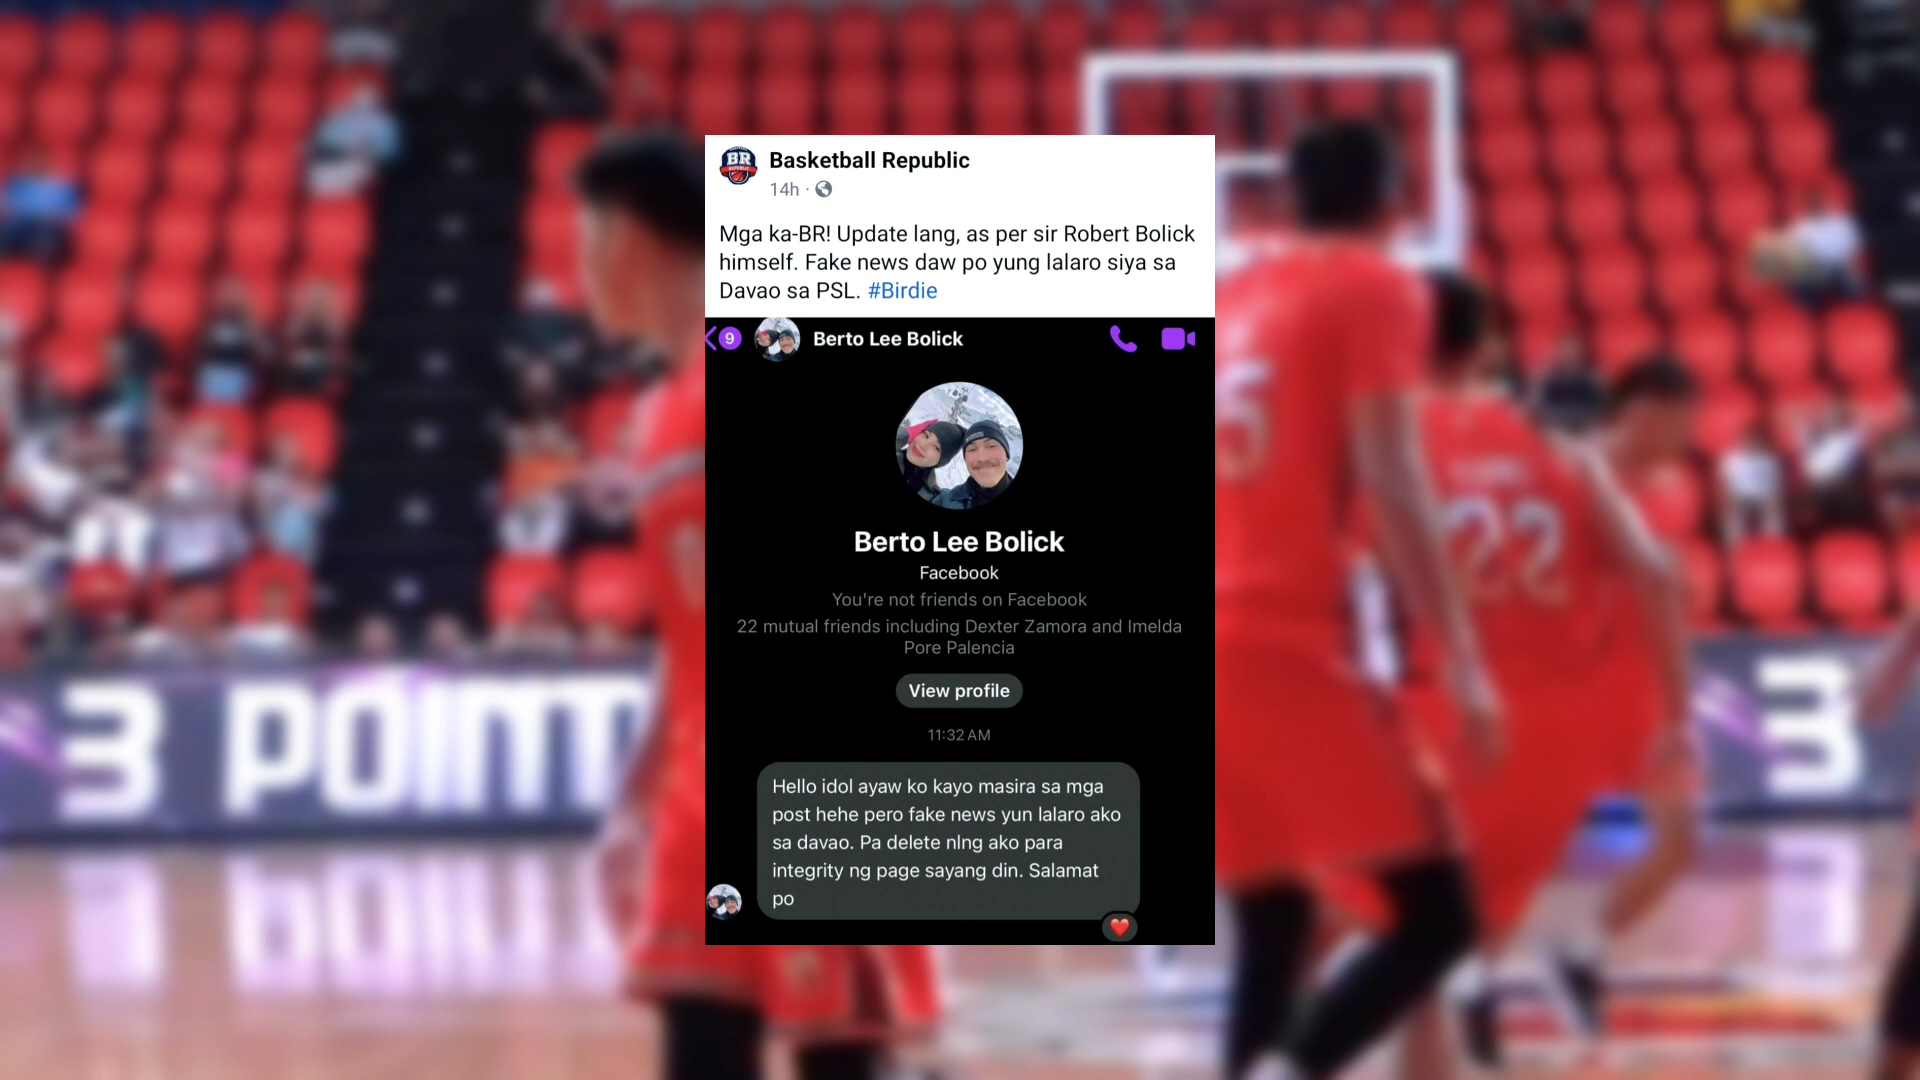 BR
REPUBLIC
Basketball Republic
14h ·
Mga ka-BR! Update lang, as per sir Robert Bolick
himself. Fake news daw po yung lalaro siya sa
Davao sa PSL. #Birdie
9
Berto Lee Bolick
Berto Lee Bolick
Facebook
You're not friends on Facebook
22 mutual friends including Dexter Zamora and Imelda
Pore Palencia
View profile
11:32 AM
Hello idol ayaw ko kayo masira sa mga
post hehe pero fake news yun lalaro ako
sa davao. Pa delete nlng ako para
integrity ng page sayang din. Salamat
po
3 POINT
5
22
3